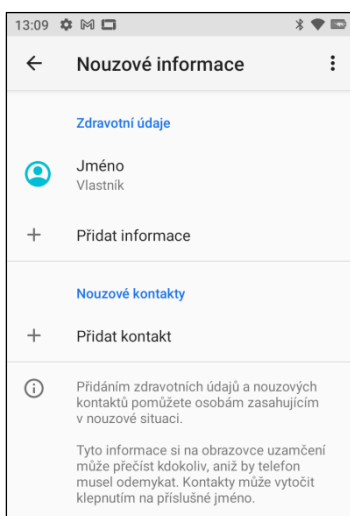 13:09
Nouzové informace
Zdravotní údaje
Jméno
Vlastník
Přidat informace
Nouzové kontakty
Přidat kontakt
Přidáním zdravotních údajů a nouzových
kontaktů pomůžete osobám zasahujícím
v nouzové situaci.
Tyto informace si na obrazovce uzamčení
může přečíst kdokoliv, aniž by telefon
musel odemykat. Kontakty může vytočit
klepnutím na příslušné jméno.